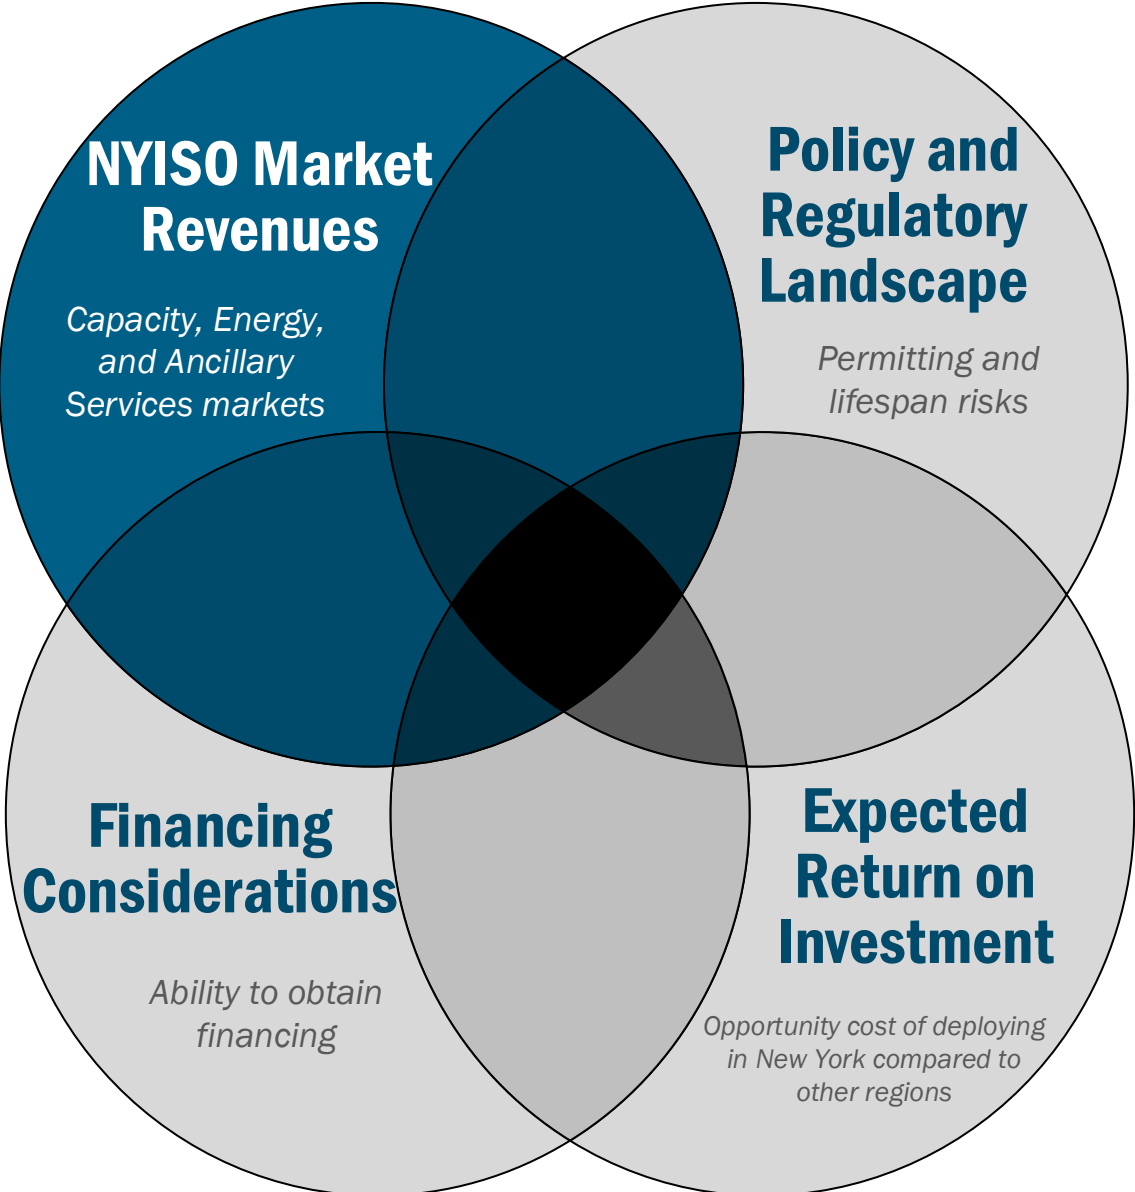 NYISO Market
Revenues
Capacity, Energy,
and Ancillary
Services markets
Policy and
Regulatory
Landscape
Permitting and
lifespan risks
Financing
Considerations
Ability to obtain
financing
Expected
Return on
Investment
Opportunity cost of deploying
in New York compared to
other regions